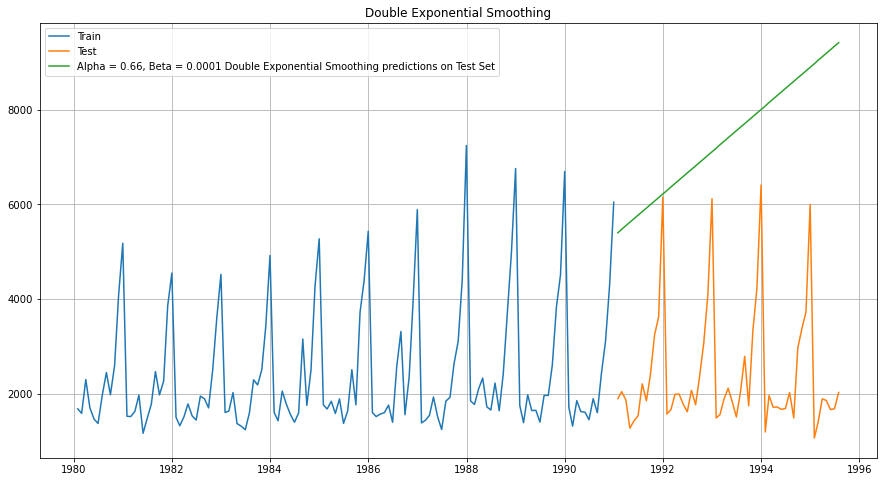 Double Exponential Smoothing
Train
Test
Alpha = 0.66, Beta = 0.0001 Double Exponential Smoothing predictions on Test Set
8000
6000
4000
2000
1980 1982 1984 1986 1988 1990 1992 1994 1996